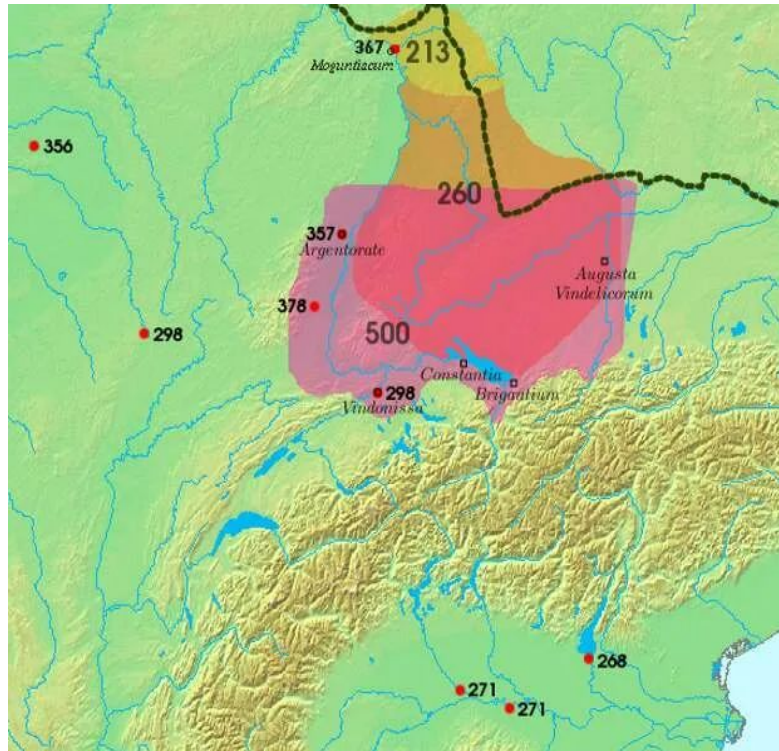 367
213
Moguntiacum
356
260
357
Argentorate
Augusta
Vindelicorum
378
298
500
Constantia
Brigantium
298
Vindonissa
268
271
271